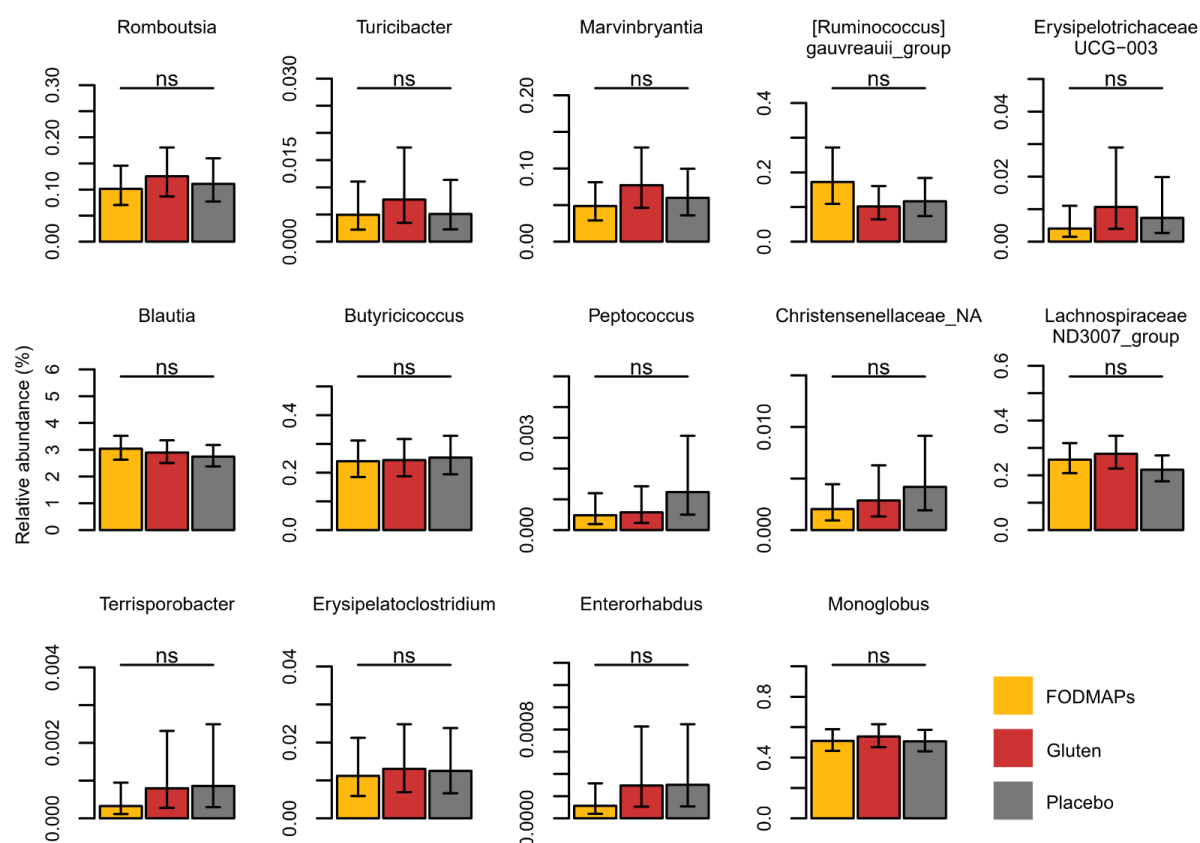 Romboutsia
Turicibacter
Marvinbryantia
[Ruminococcus]
gauvreauii_group
Erysipelotrichaceae
UCG−003
ns
ns
ns
ns
ns
0.30
0.20
0.10
0.00
0.030
0.015
0.000
0.20
0.10
0.00
0.4
0.2
0.0
0.04
0.02
0.00
Relative abundance (%)
Blautia
Butyricicoccus
Peptococcus
Christensenellaceae_NA
Lachnospiraceae
ND3007_group
ns
ns
ns
ns
ns
6
5
4
3
2
1
0
0.4
0.2
0.0
0.003
0.000
0.010
0.000
0.6
0.4
0.2
0.0
Terrisporobacter
Erysipelatoclostridium
Enterorhabdus
Monoglobus
ns
ns
ns
ns
0.004
0.002
0.000
0.04
0.02
0.00
0.0008
0.0000
0.8
0.4
0.0
FODMAPs
Gluten
Placebo